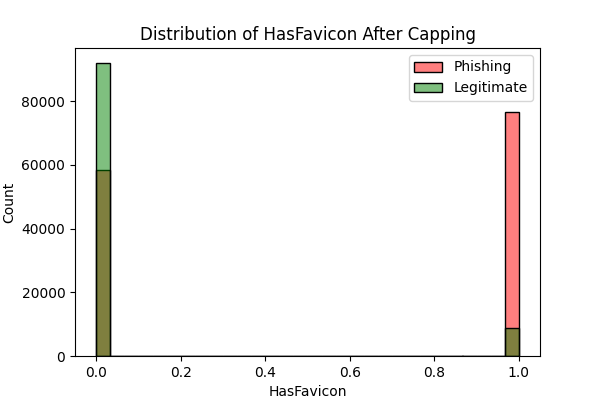 Distribution of HasFavicon After Capping
Phishing
Legitimate
Count
80000
60000
40000
20000
0
0.0 0.2 0.4 0.6 0.8 1.0
HasFavicon